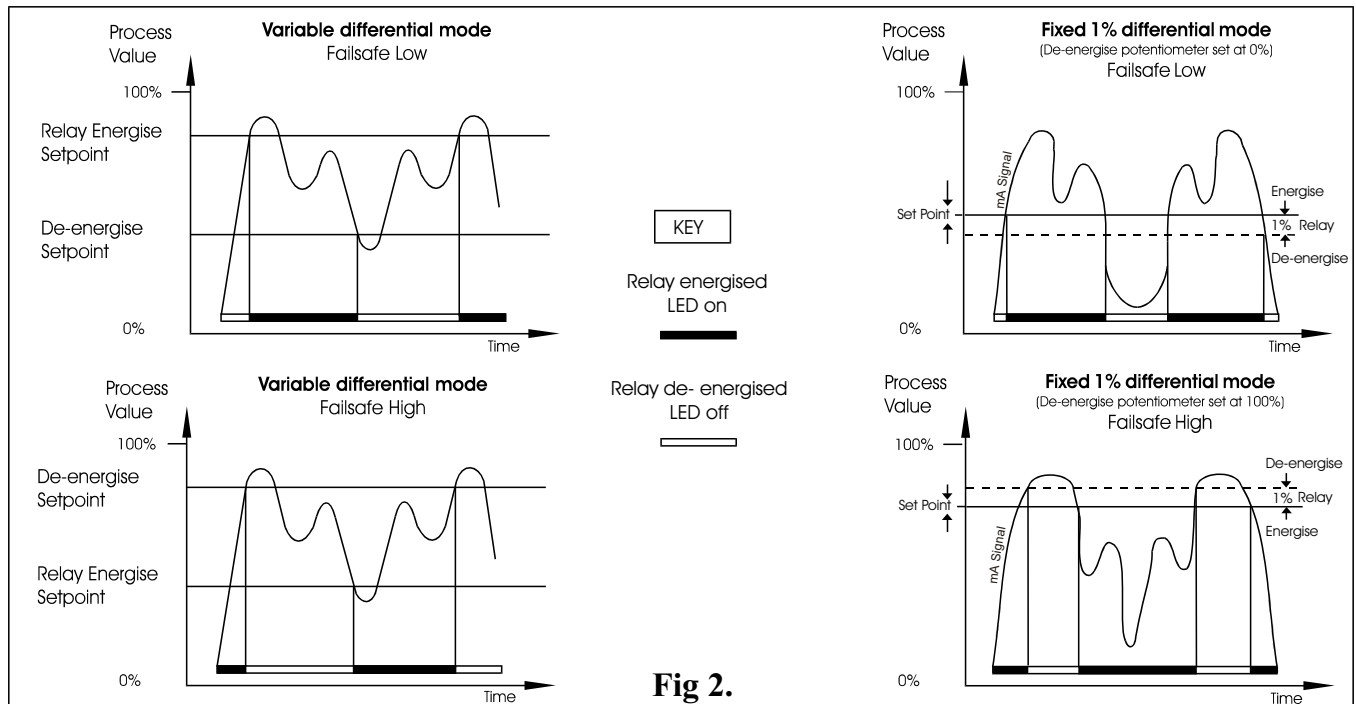 Variable differential mode
Failsafe Low
Process
Value
100%
Relay Energise
Setpoint
De-energise
Setpoint
0%
Time
Fixed 1% differential mode
(De-energise potentiometer set at 0%)
Failsafe Low
Process
Value
100%
mA Signal
Set Point
Energise
1% Relay
De-energise
0%
Time
KEY
Relay energised
LED on
Relay de- energised
LED off
Variable differential mode
Failsafe High
Process
Value
100%
De-energise
Setpoint
Relay Energise
Setpoint
0%
Time
Fixed 1% differential mode
(De-energise potentiometer set at 100%)
Failsafe High
Process
Value
100%
De-energise
1% Relay
Set Point
Energise
mA Signal
0%
Time
Fig 2.